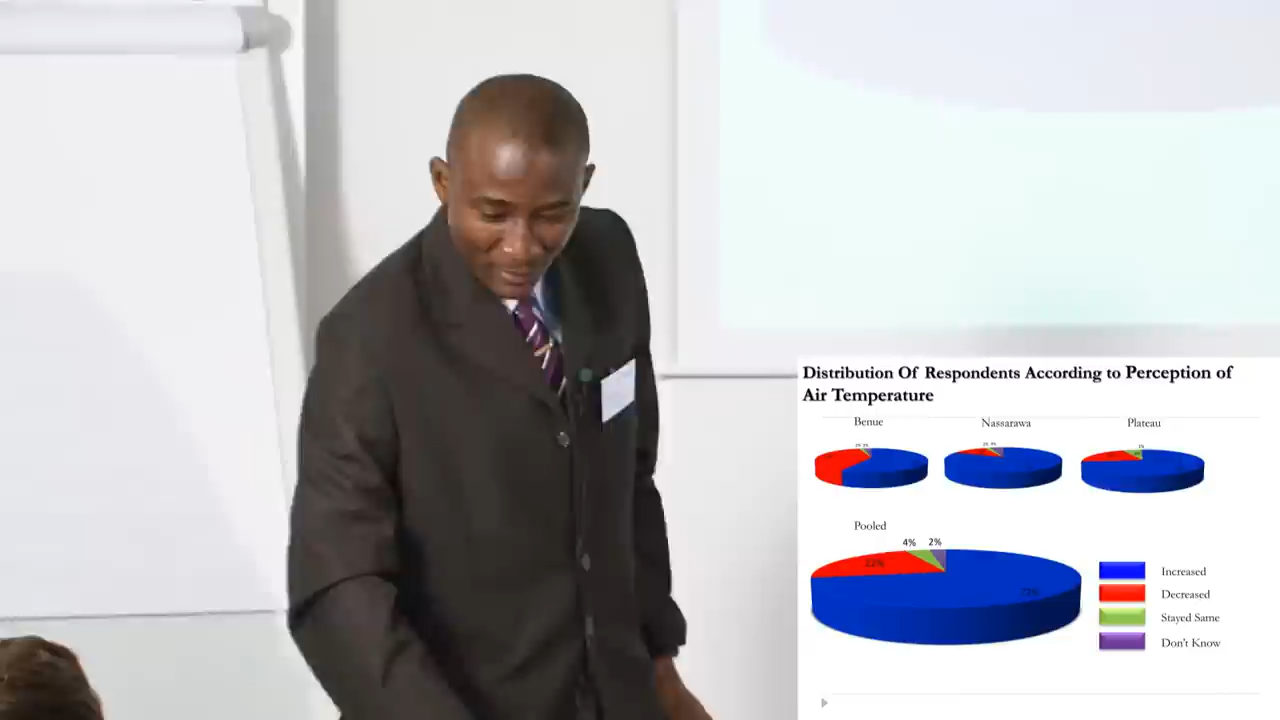 Distribution Of Respondents According to Perception of
Air Temperature
Benue
Nassarawa
Plateau
Pooled
4%
2%
22%
72%
Increased
Decreased
Stayed Same
Don't Know